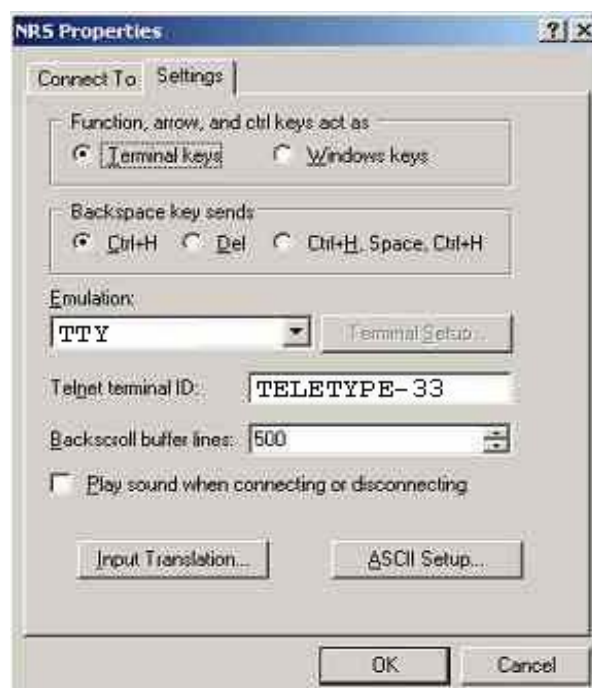 NRS Properties
Connect To Settings
Function, arrow, and ctrl keys act as
Terminal keys Windows keys
Backspace key sends
Ctrl+H Del Ctrl+H, Space, Ctrl+H
Emulation:
TTY Terminal Setup...
Telnet terminal ID: TELETYPE-33
Backscroll buffer lines: 500
Play sound when connecting or disconnecting
Input Translation... ASCII Setup...
OK Cancel